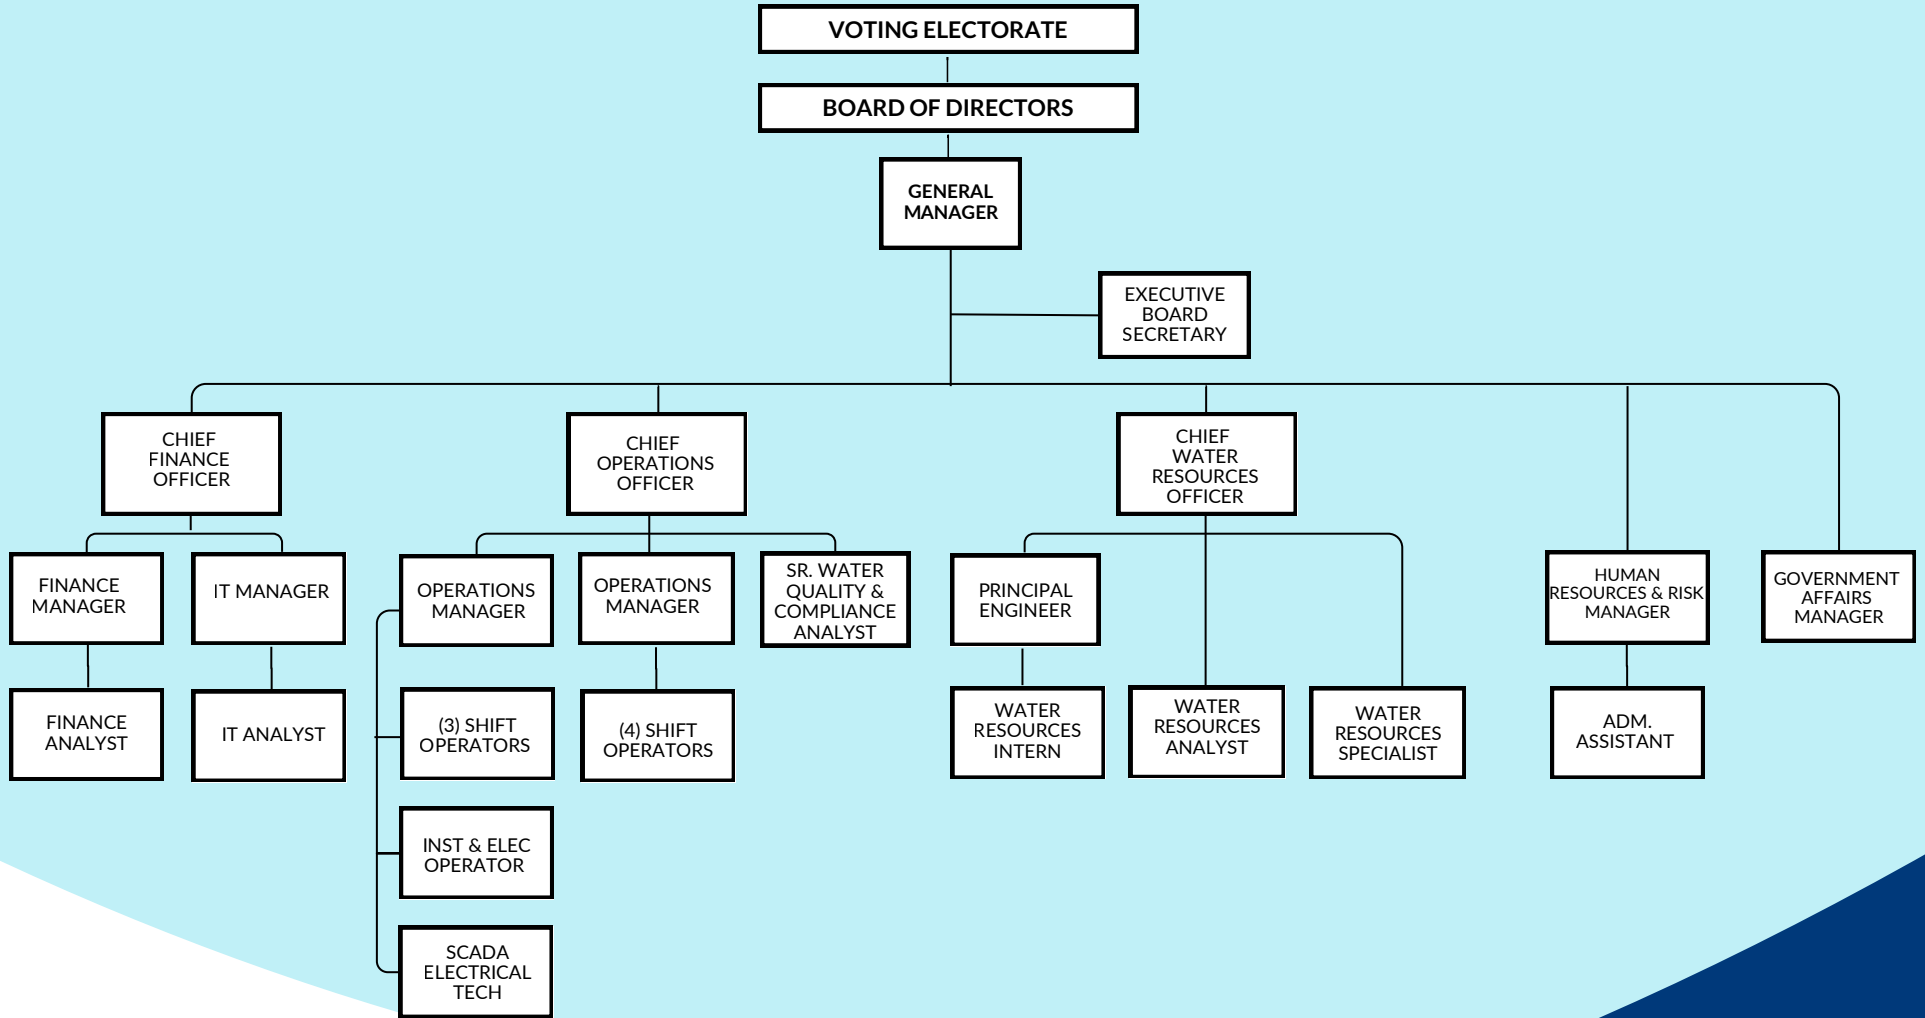 VOTING ELECTORATE
BOARD OF DIRECTORS
GENERAL
MANAGER
EXECUTIVE
BOARD
SECRETARY
CHIEF
FINANCE
OFFICER
CHIEF
OPERATIONS
OFFICER
CHIEF
WATER
RESOURCES
OFFICER
FINANCE
MANAGER
IT MANAGER
OPERATIONS
MANAGER
OPERATIONS
MANAGER
SR. WATER
QUALITY &
COMPLIANCE
ANALYST
PRINCIPAL
ENGINEER
HUMAN
RESOURCES & RISK
MANAGER
GOVERNMENT
AFFAIRS
MANAGER
FINANCE
ANALYST
IT ANALYST
(3) SHIFT
OPERATORS
(4) SHIFT
OPERATORS
WATER
RESOURCES
INTERN
WATER
RESOURCES
ANALYST
WATER
RESOURCES
SPECIALIST
ADM.
ASSISTANT
INST & ELEC
OPERATOR
SCADA
ELECTRICAL
TECH